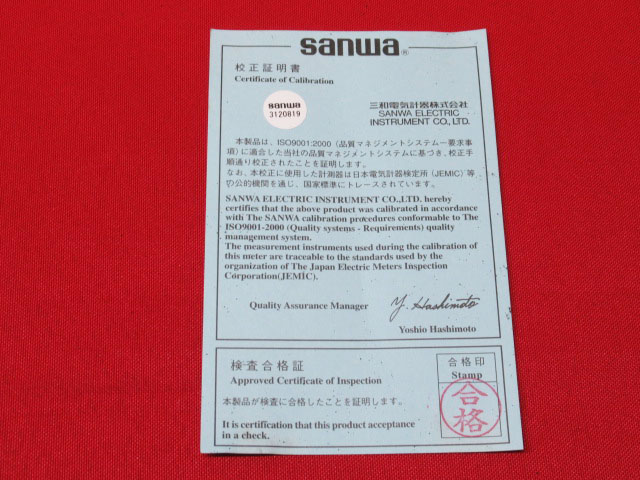 sanwa®
校正証明書
Certificate of Calibration
sanwa
3120819
三和電気計器株式会社
SANWA ELECTRIC
INSTRUMENT CO., LTD.
本製品は、ISO9001:2000（品質マネジメントシステム−要求事
項）に適合した当社の品質マネジメントシステムに基づき、校正手
順通り校正されたことを証明します。
なお、本校正に使用した計測器は日本電気計器検定所（JEMIC）等
の公的機関を通じ、国家標準にトレースされています。
SANWA ELECTRIC INSTRUMENT CO.,LTD. hereby
certifies that the above product was calibrated in accordance
with The SANWA calibration procedures conformable to The
ISO9001-2000 (Quality systems - Requirements) quality
management system.
The measurement instruments used during the calibration of
this meter are traceable to the standards used by the
organization of The Japan Electric Meters Inspection
Corporation(JEMIC).
Quality Assurance Manager Y. Hashimoto
Yoshio Hashimoto
検査合格証
Approved Certificate of Inspection
本製品が検査に合格したことを証明します。
It is certification that this product acceptance
in a check.
合格印
Stamp
合格